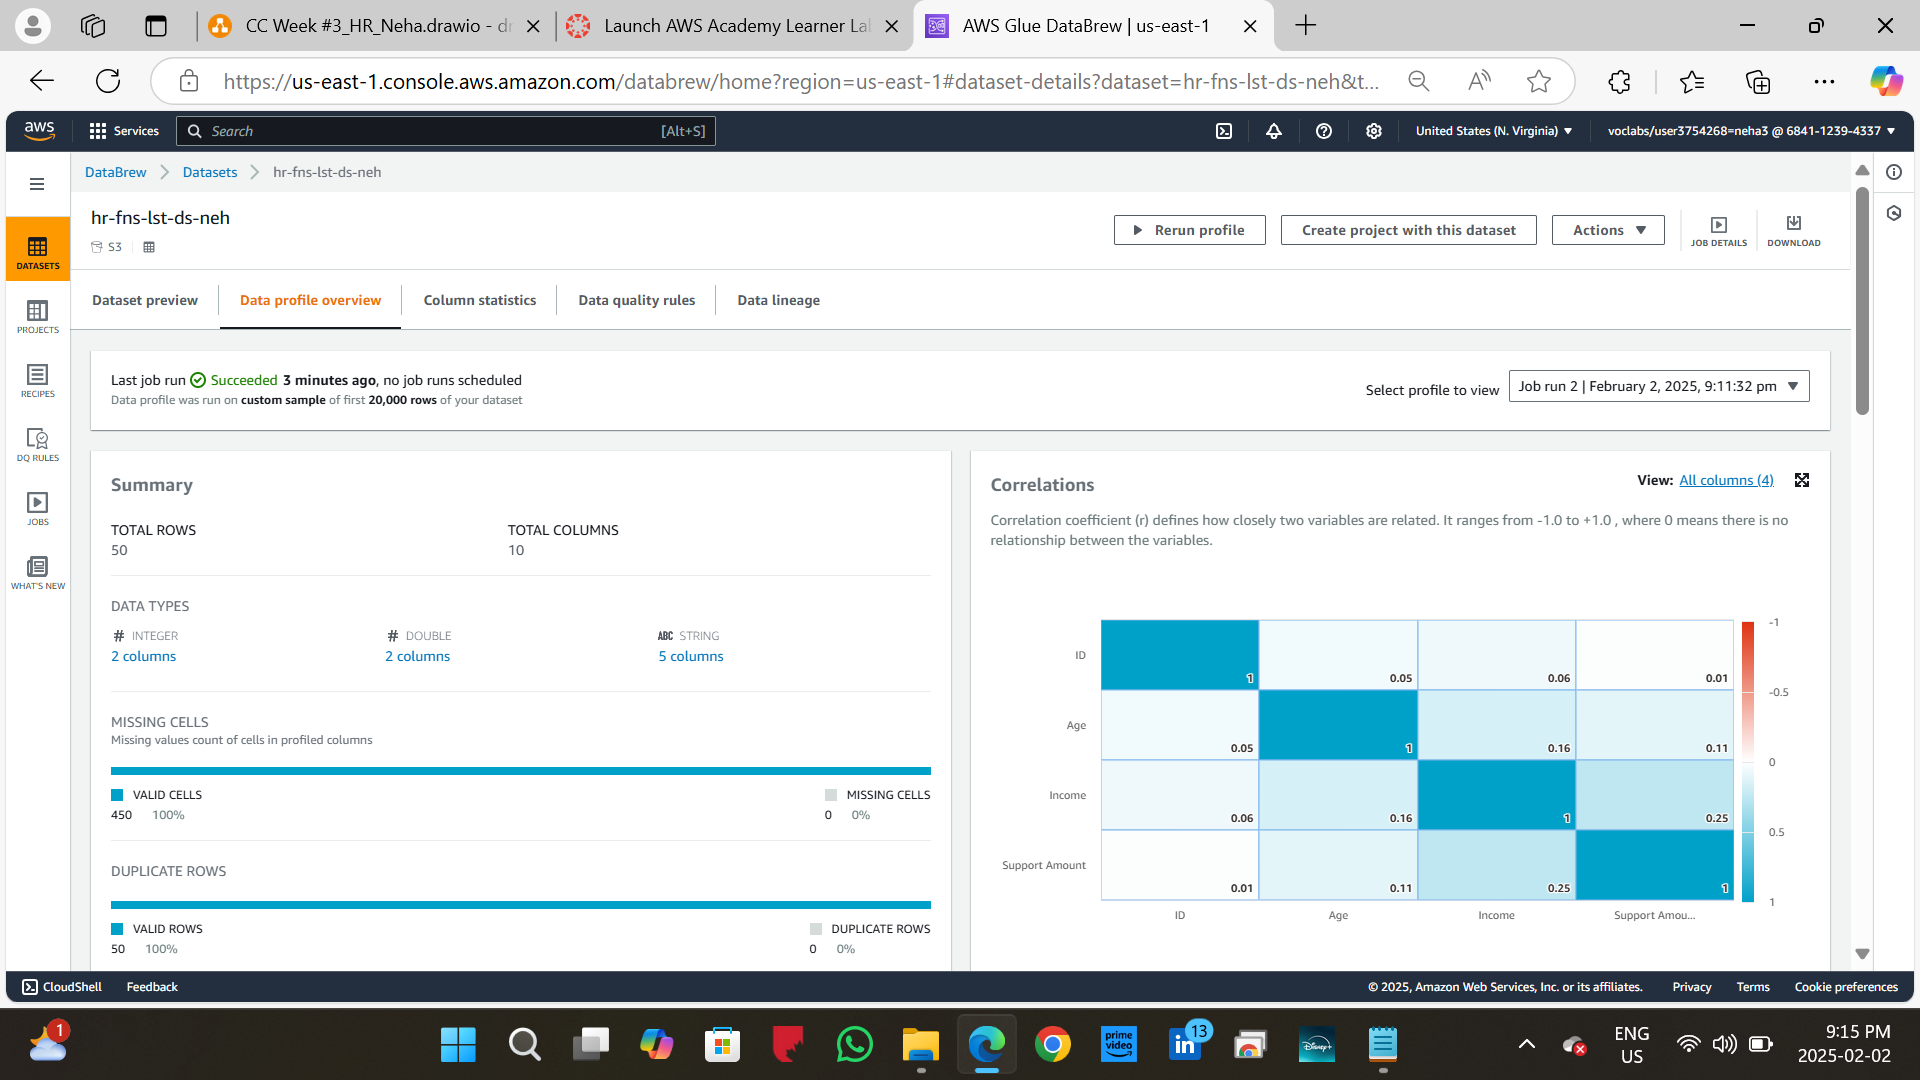 CC Week #3_HR_Neha.drawio - dr
Launch AWS Academy Learner Lab
AWS Glue DataBrew | us-east-1
https://us-east-1.console.aws.amazon.com/databrew/home?region=us-east-1#dataset-details?dataset=hr-fns-lst-ds-neh&t...
aws
Services
Search
[Alt+S]
United States (N. Virginia)
voclabs/user3754268=neha3 @ 6841-1239-4337
DataBrew
Datasets
hr-fns-lst-ds-neh
hr-fns-lst-ds-neh
S3
Rerun profile
Create project with this dataset
Actions
JOB DETAILS
DOWNLOAD
DATASETS
PROJECTS
RECIPES
DQ RULES
JOBS
WHAT'S NEW
Dataset preview
Data profile overview
Column statistics
Data quality rules
Data lineage
Last job run Succeeded 3 minutes ago, no job runs scheduled
Data profile was run on custom sample of first 20,000 rows of your dataset
Select profile to view
Job run 2 | February 2, 2025, 9:11:32 pm
Summary
TOTAL ROWS
50
TOTAL COLUMNS
10
DATA TYPES
# INTEGER
2 columns
# DOUBLE
2 columns
ABC STRING
5 columns
MISSING CELLS
Missing values count of cells in profiled columns
VALID CELLS
450 100%
MISSING CELLS
0 0%
DUPLICATE ROWS
VALID ROWS
50 100%
DUPLICATE ROWS
0 0%
Correlations
View: All columns (4)
Correlation coefficient (r) defines how closely two variables are related. It ranges from -1.0 to +1.0 , where 0 means there is no
relationship between the variables.
ID 1 0.05 0.06 0.01
Age 0.05 1 0.16 0.11
Income 0.06 0.16 1 0.25
Support Amount 0.01 0.11 0.25 1
ID Age Income Support Amou...
-1
-0.5
0
0.5
1
CloudShell
Feedback
© 2025, Amazon Web Services, Inc. or its affiliates.
Privacy
Terms
Cookie preferences
1
prime
video
13
Disney+
ENG
US
9:15 PM
2025-02-02